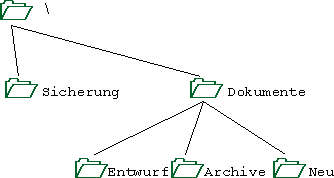 \
Sicherung Dokumente
Entwurf Archive Neu